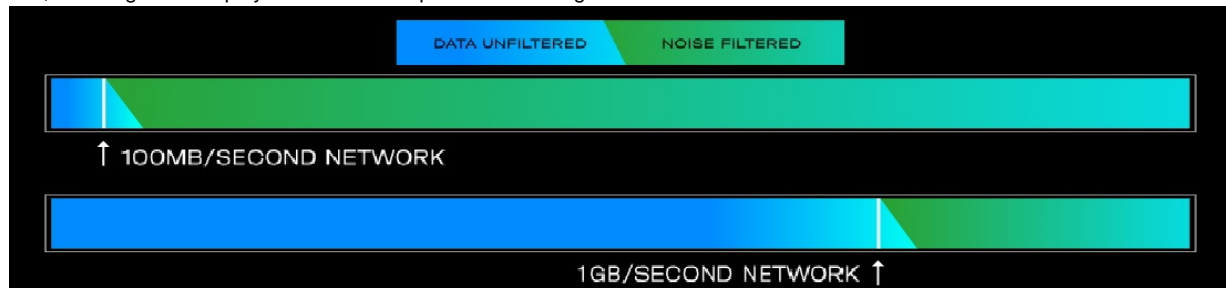 DATA UNFILTERED NOISE FILTERED
↑ 100MB/SECOND NETWORK
1GB/SECOND NETWORK ↑